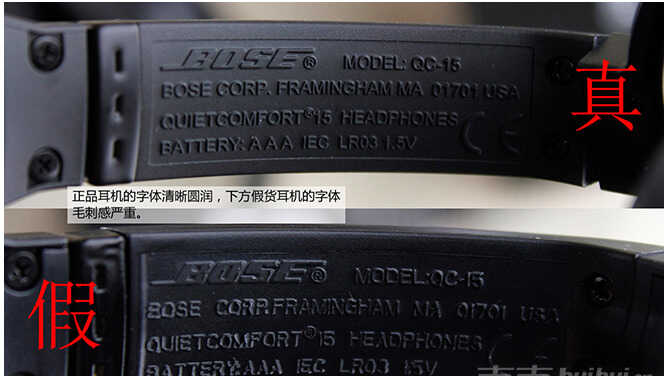 BOSE® MODEL: QC-15
BOSE CORP. FRAMINGHAM MA 01701 USA
QUIETCOMFORT®15 HEADPHONES
BATTERY: AAA IEC LR03 1.5V
CE
真
正品耳机的字体清晰圆润，下方假货耳机的字体
毛刺感严重。
假
BOSE® MODEL:QC-15
BOSE CORP.FRAMINGHAM MA 01701 USA
QUIETCOMFORT®15 HEADPHONES
BATTERY:AAA IEC LR03 1.5V
CE